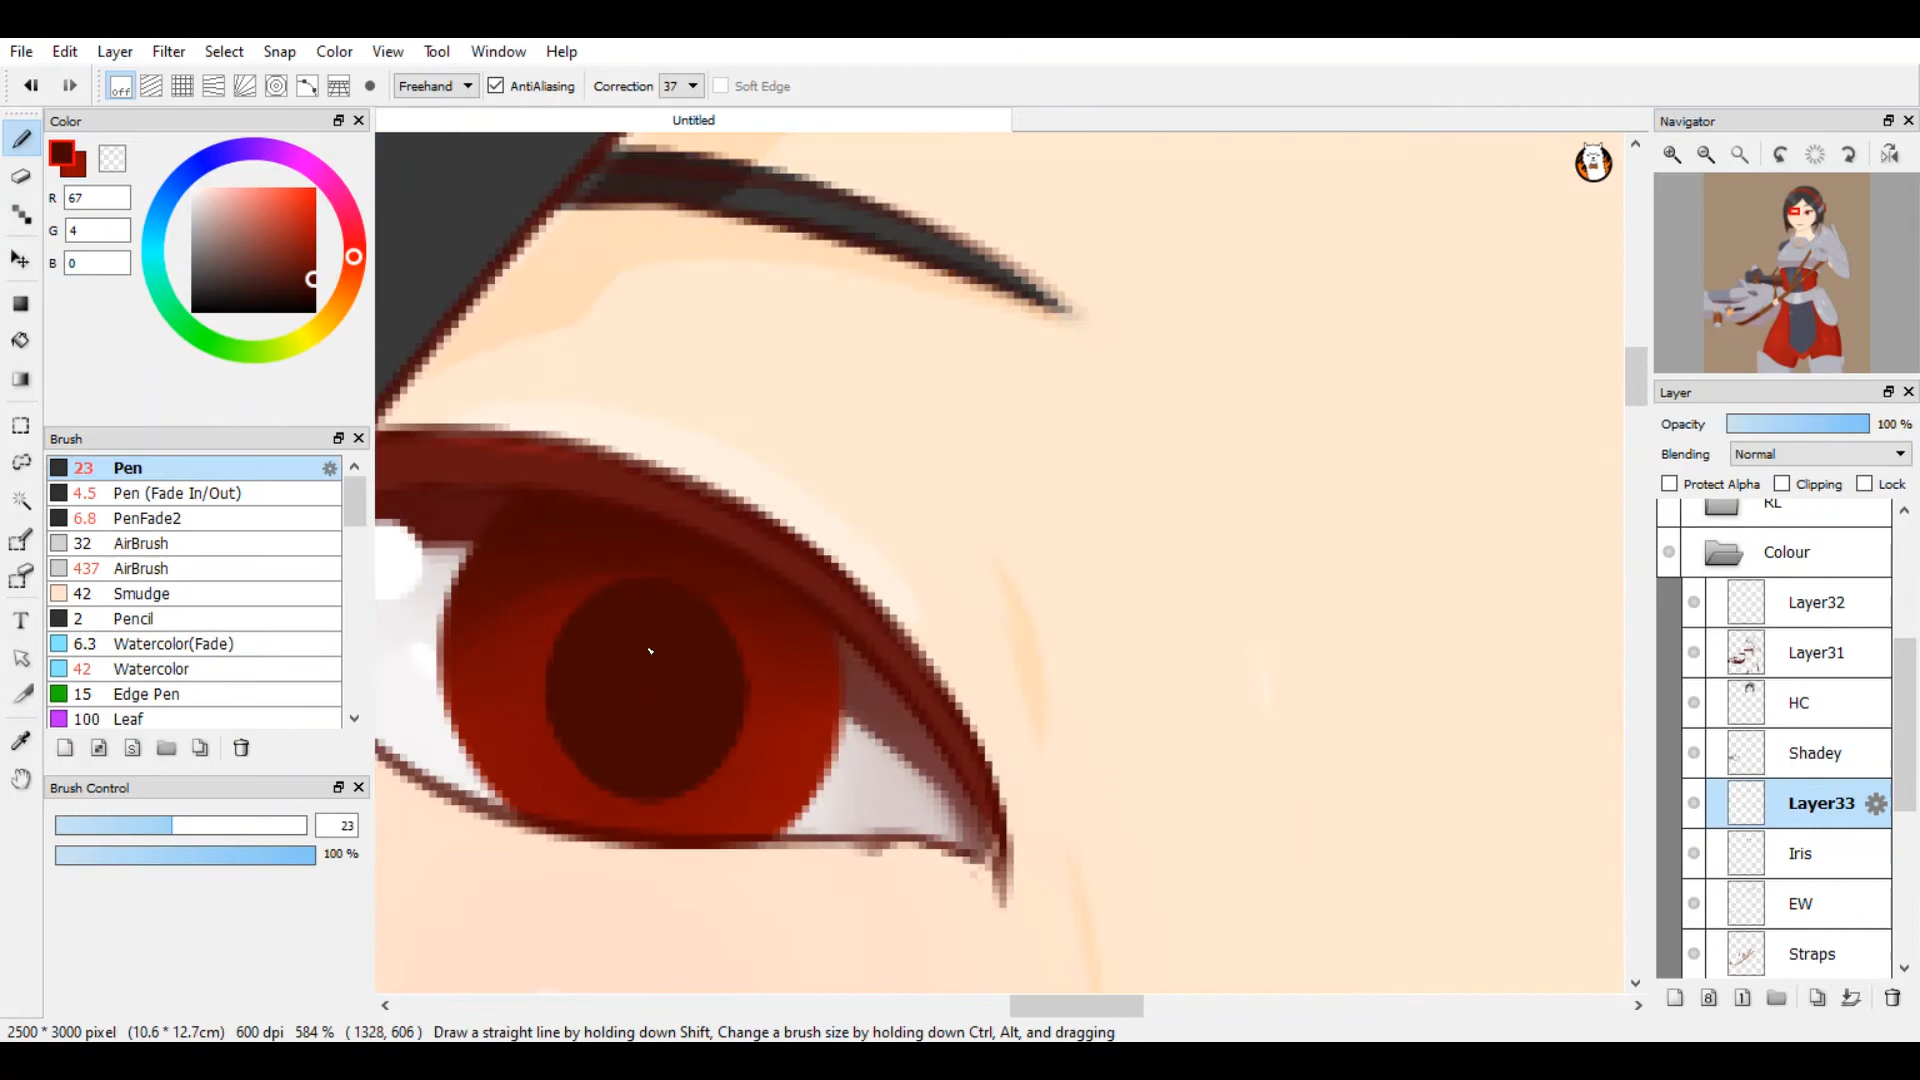 File Edit Layer Filter Select Snap Color View Tool Window Help
off Freehand AntiAliasing Correction 37 Soft Edge
Color
Untitled
Navigator
R 67
G 4
B 0
Layer
Opacity 100 %
Blending Normal
Protect Alpha Clipping Lock
Brush
23 Pen
4.5 Pen (Fade In/Out)
6.8 PenFade2
32 AirBrush
437 AirBrush
42 Smudge
2 Pencil
6.3 Watercolor(Fade)
42 Watercolor
15 Edge Pen
100 Leaf
S
Brush Control
23
100 %
RL
Colour
Layer32
Layer31
HC
Shadey
Layer33
Iris
EW
Straps
8 1
2500 * 3000 pixel (10.6 * 12.7cm) 600 dpi 584 % ( 1328, 606 ) Draw a straight line by holding down Shift, Change a brush size by holding down Ctrl, Alt, and dragging